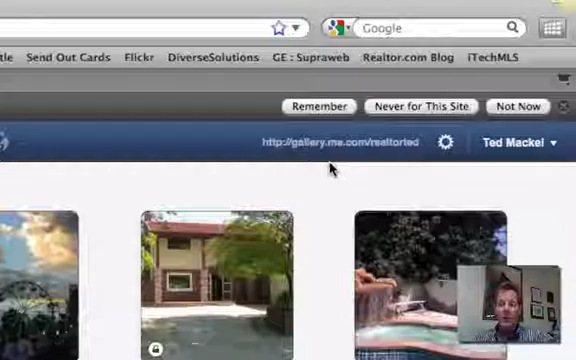 Google
tle Send Out Cards Flickr DiverseSolutions GE : Supraweb Realtor.com Blog iTechMLS
Remember Never for This Site Not Now
http://gallery.me.com/realtorted Ted Mackel